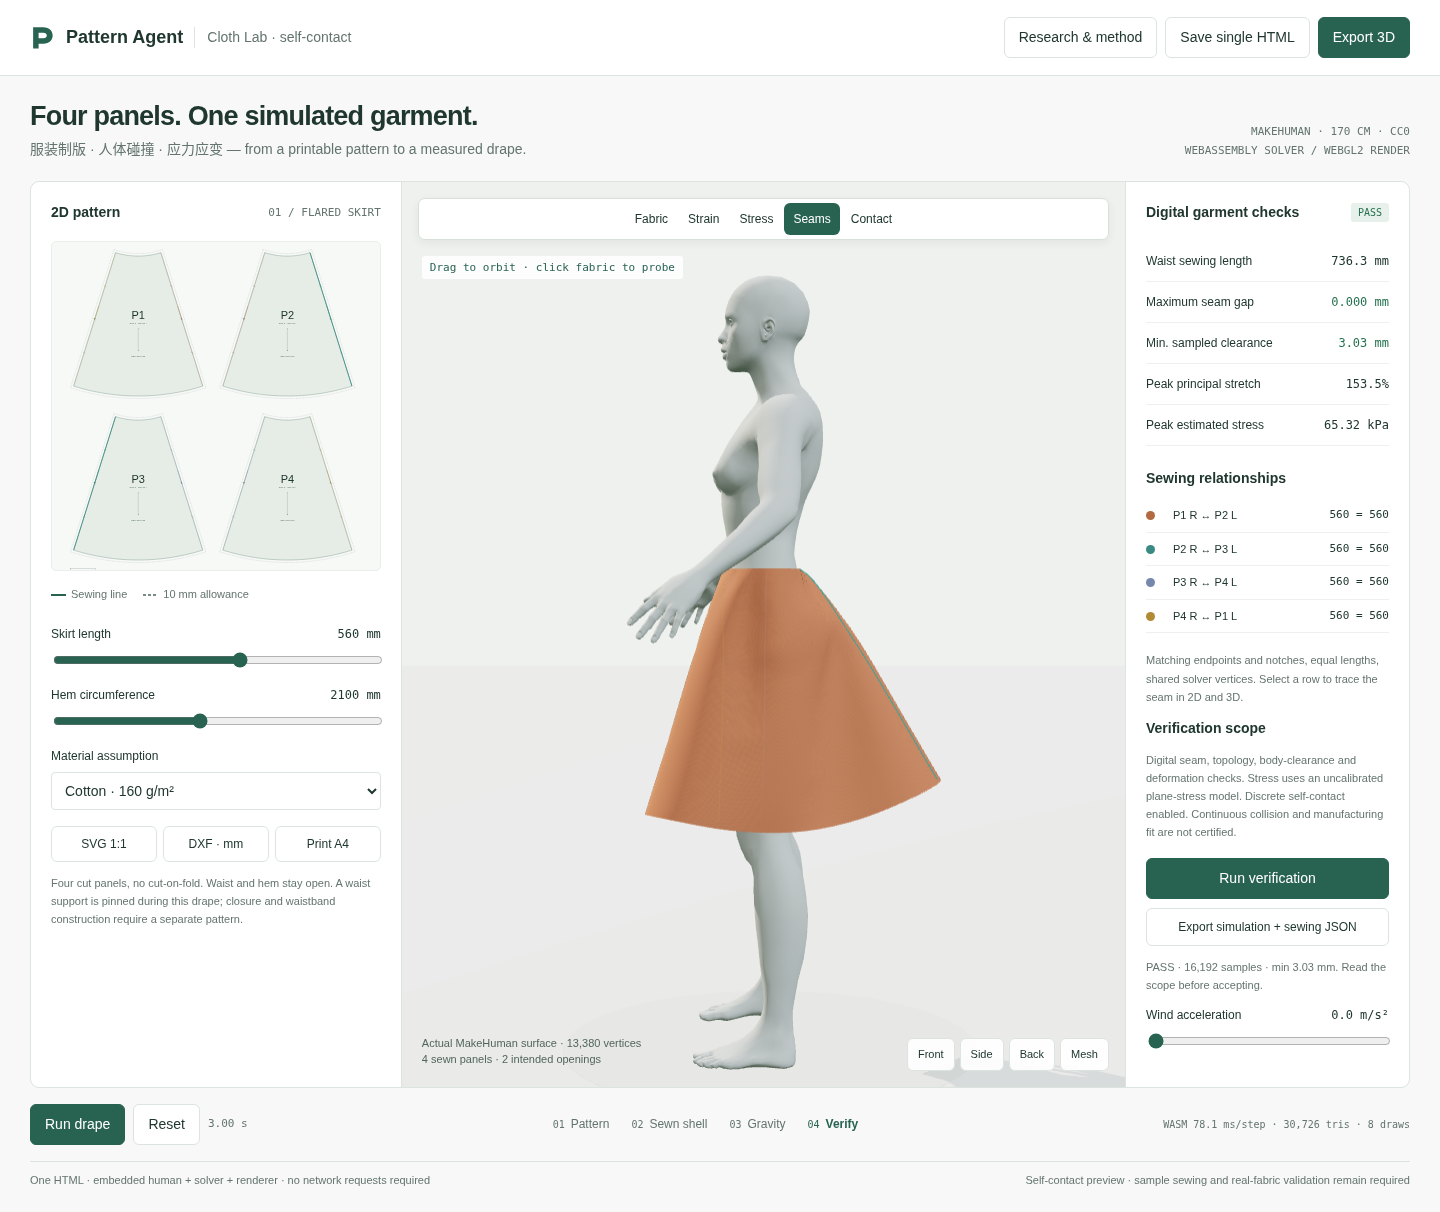 Pattern Agent
Cloth Lab · self-contact
Research & method
Save single HTML
Export 3D
Four panels. One simulated garment.
服装制版 · 人体碰撞 · 应力应变 — from a printable pattern to a measured drape.
MAKEHUMAN · 170 CM · CC0
WEBASSEMBLY SOLVER / WEBGL2 RENDER
2D pattern
01 / FLARED SKIRT
P1
P2
P3
P4
Sewing line
10 mm allowance
Skirt length
560 mm
Hem circumference
2100 mm
Material assumption
Cotton · 160 g/m²
SVG 1:1
DXF · mm
Print A4
Four cut panels, no cut-on-fold. Waist and hem stay open. A waist
support is pinned during this drape; closure and waistband
construction require a separate pattern.
Fabric
Strain
Stress
Seams
Contact
Drag to orbit · click fabric to probe
Actual MakeHuman surface · 13,380 vertices
4 sewn panels · 2 intended openings
Front
Side
Back
Mesh
Digital garment checks
PASS
Waist sewing length
736.3 mm
Maximum seam gap
0.000 mm
Min. sampled clearance
3.03 mm
Peak principal stretch
153.5%
Peak estimated stress
65.32 kPa
Sewing relationships
P1 R ↔ P2 L
560 = 560
P2 R ↔ P3 L
560 = 560
P3 R ↔ P4 L
560 = 560
P4 R ↔ P1 L
560 = 560
Matching endpoints and notches, equal lengths,
shared solver vertices. Select a row to trace the
seam in 2D and 3D.
Verification scope
Digital seam, topology, body-clearance and
deformation checks. Stress uses an uncalibrated
plane-stress model. Discrete self-contact
enabled. Continuous collision and manufacturing
fit are not certified.
Run verification
Export simulation + sewing JSON
PASS · 16,192 samples · min 3.03 mm. Read the
scope before accepting.
Wind acceleration
0.0 m/s²
Run drape
Reset
3.00 s
01 Pattern
02 Sewn shell
03 Gravity
04 Verify
WASM 78.1 ms/step · 30,726 tris · 8 draws
One HTML · embedded human + solver + renderer · no network requests required
Self-contact preview · sample sewing and real-fabric validation remain required